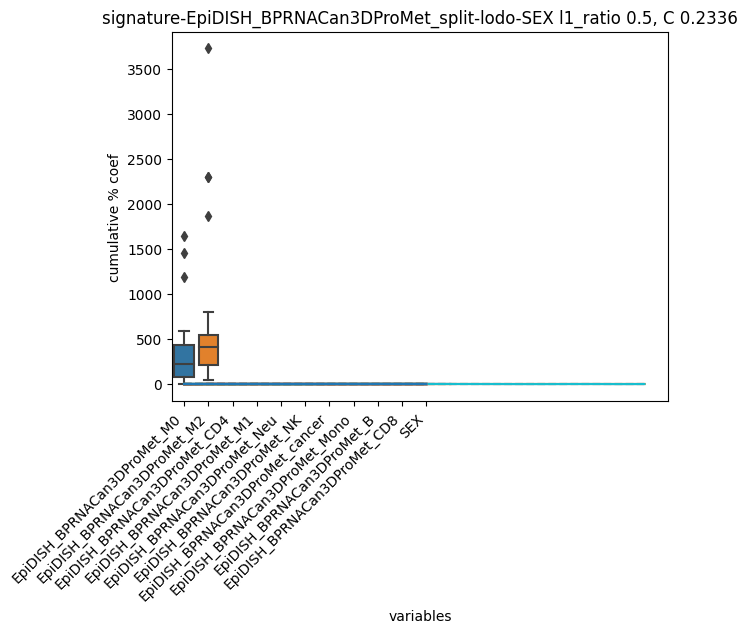 signature-EpiDISH_BPRNACan3DProMet_split-lodo-SEX l1_ratio 0.5, C 0.2336
cumulative % coef
3500
3000
2500
2000
1500
1000
500
0
EpiDISH_BPRNACan3DProMet_M0
EpiDISH_BPRNACan3DProMet_M2
EpiDISH_BPRNACan3DProMet_CD4
EpiDISH_BPRNACan3DProMet_M1
EpiDISH_BPRNACan3DProMet_Neu
EpiDISH_BPRNACan3DProMet_NK
EpiDISH_BPRNACan3DProMet_cancer
EpiDISH_BPRNACan3DProMet_Mono
EpiDISH_BPRNACan3DProMet_B
EpiDISH_BPRNACan3DProMet_CD8
SEX
variables